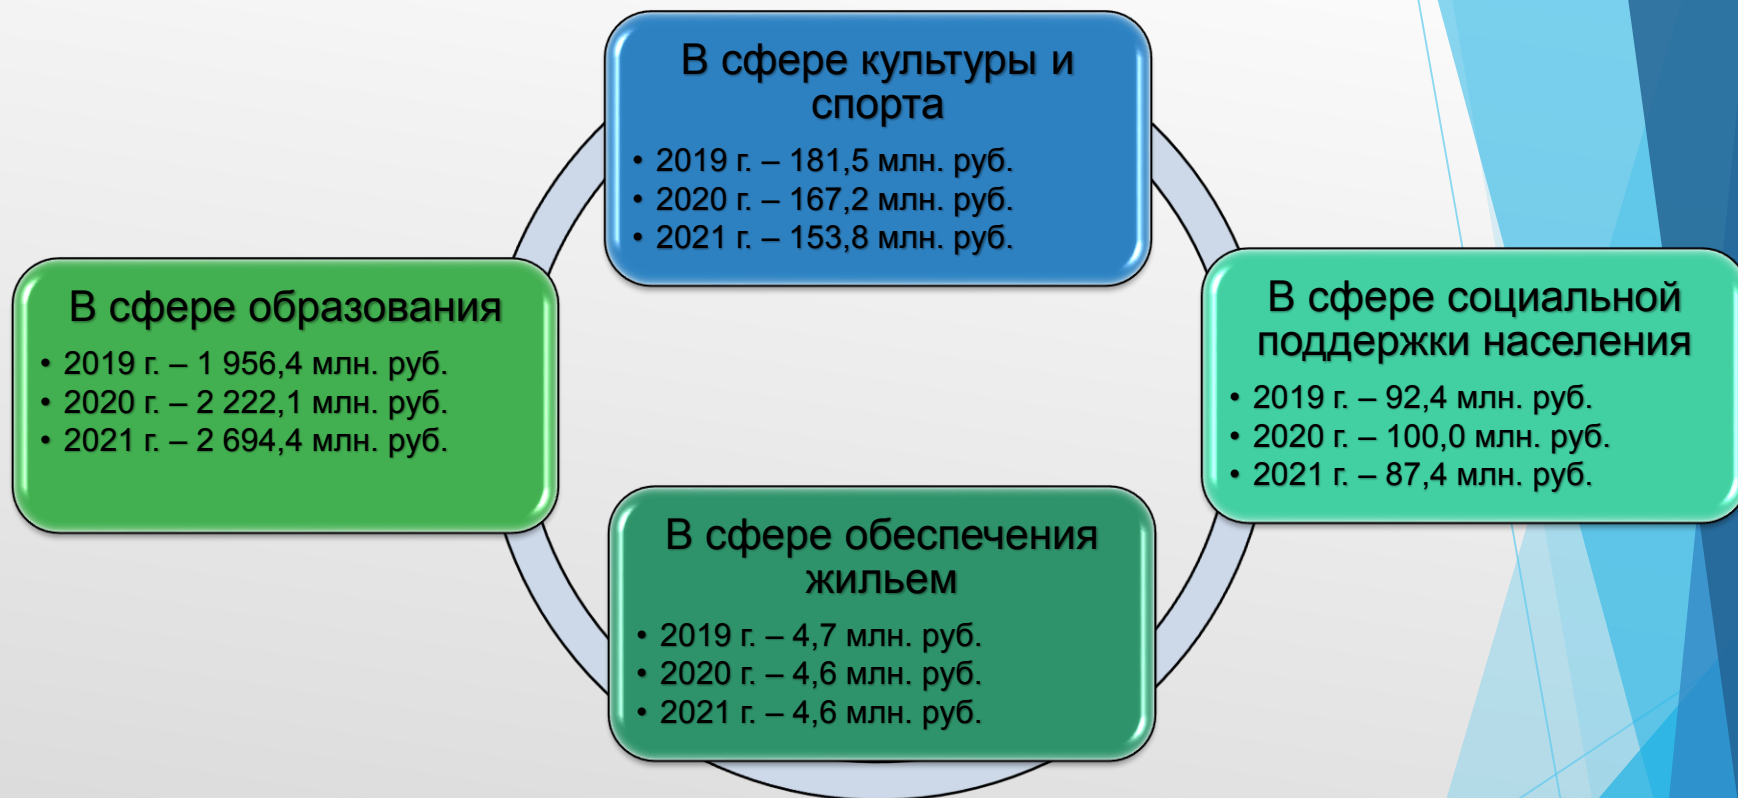 В сфере культуры и
спорта
• 2019 г. – 181,5 млн. руб.
• 2020 г. – 167,2 млн. руб.
• 2021 г. – 153,8 млн. руб.
В сфере образования
• 2019 г. – 1 956,4 млн. руб.
• 2020 г. – 2 222,1 млн. руб.
• 2021 г. – 2 694,4 млн. руб.
В сфере социальной
поддержки населения
• 2019 г. – 92,4 млн. руб.
• 2020 г. – 100,0 млн. руб.
• 2021 г. – 87,4 млн. руб.
В сфере обеспечения
жильем
• 2019 г. – 4,7 млн. руб.
• 2020 г. – 4,6 млн. руб.
• 2021 г. – 4,6 млн. руб.